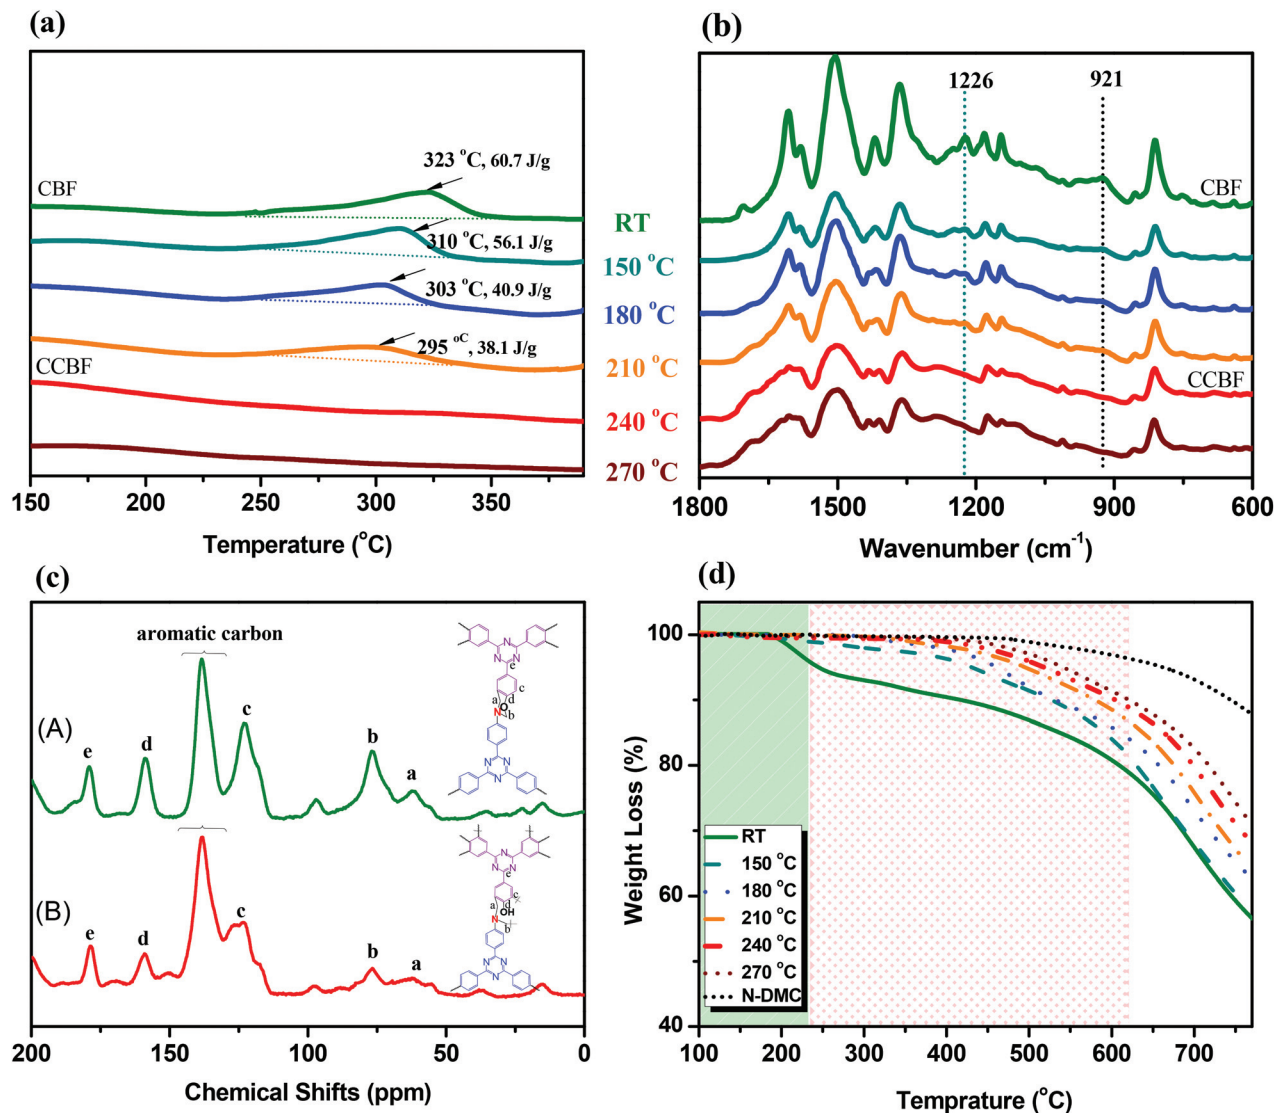 (a)
CBF
323 °C, 60.7 J/g
310 °C, 56.1 J/g
303 °C, 40.9 J/g
295 °C, 38.1 J/g
CCBF
150 200 250 300 350
Temperature (°C)
RT
150 °C
180 °C
210 °C
240 °C
270 °C
(b)
1226 921
CBF
CCBF
1800 1500 1200 900 600
Wavenumber (cm⁻¹)
(c)
aromatic carbon
(A)
e d c b a
N N
N
e
c
a d
O
N
b
N N
N
(B)
e d c b a
N N
N
e
c
a d
OH
N
b
N N
N
200 150 100 50 0
Chemical Shifts (ppm)
(d)
100
80
60
40
Weight Loss (%)
RT
150 °C
180 °C
210 °C
240 °C
270 °C
N-DMC
100 200 300 400 500 600 700
Temprature (°C)